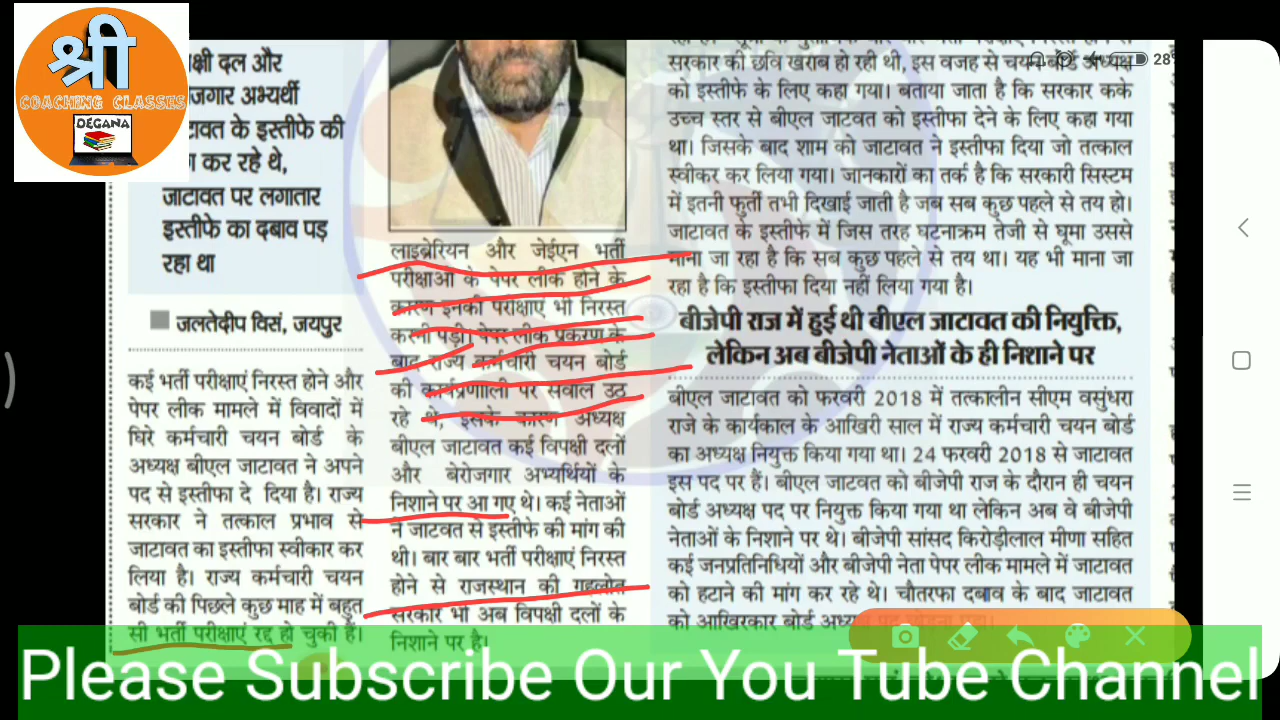 श्री
COACHING CLASSES
DEGANA
क्षी दल और
जगार अभ्यर्थी
टावत के इस्तीफे की
ग कर रहे थे,
जाटावत पर लगातार
इस्तीफे का दबाव पड़
रहा था
जलतेदीप विसं, जयपुर
कई भर्ती परीक्षाएं निरस्त होने और
पेपर लीक मामले में विवादों में
घिरे कर्मचारी चयन बोर्ड के
अध्यक्ष बीएल जाटावत ने अपने
पद से इस्तीफा दे दिया है। राज्य
सरकार ने तत्काल प्रभाव से
जाटावत का इस्तीफा स्वीकार कर
लिया है। राज्य कर्मचारी चयन
बोर्ड की पिछले कुछ माह में बहुत
सी भर्ती परीक्षाएं रद्द हो चुकी हैं।
लाइब्रेरियन और जेईएन भर्ती
परीक्षाओं के पेपर लीक होने के
कारण इनकी परीक्षाएं भी निरस्त
करनी पड़ी। पेपर लीक प्रकरण के
बाद राज्य कर्मचारी चयन बोर्ड
की कार्यप्रणाली पर सवाल उठ
रहे थे, इसके कारण अध्यक्ष
बीएल जाटावत कई विपक्षी दलों
और बेरोजगार अभ्यर्थियों के
निशाने पर आ गए थे। कई नेताओं
ने जाटवत से इस्तीफे की मांग की
थी। बार बार भर्ती परीक्षाएं निरस्त
होने से राजस्थान की गहलोत
सरकार भी अब विपक्षी दलों के
निशाने पर है।
सरकार की छवि खराब हो रही थी, इस वजह से चयन बोर्ड अध्यक्ष
को इस्तीफे के लिए कहा गया। बताया जाता है कि सरकार कके
उच्च स्तर से बीएल जाटवत को इस्तीफा देने के लिए कहा गया
था। जिसके बाद शाम को जाटावत ने इस्तीफा दिया जो तत्काल
स्वीकार कर लिया गया। जानकारों का तर्क है कि सरकारी सिस्टम
में इतनी फुर्ती तभी दिखाई जाती है जब सब कुछ पहले से तय हो।
जाटावत के इस्तीफे में जिस तरह घटनाक्रम तेजी से घूमा उससे
माना जा रहा है कि सब कुछ पहले से तय था। यह भी माना जा
रहा है कि इस्तीफा दिया नहीं लिया गया है।
बीजेपी राज में हुई थी बीएल जाटावत की नियुक्ति,
लेकिन अब बीजेपी नेताओं के ही निशाने पर
बीएल जाटावत को फरवरी 2018 में तत्कालीन सीएम वसुंधरा
राजे के कार्यकाल के आखिरी साल में राज्य कर्मचारी चयन बोर्ड
का अध्यक्ष नियुक्त किया गया था। 24 फरवरी 2018 से जाटावत
इस पद पर हैं। बीएल जाटवत को बीजेपी राज के दौरान ही चयन
बोर्ड अध्यक्ष पद पर नियुक्त किया गया था लेकिन अब वे बीजेपी
नेताओं के निशाने पर थे। बीजेपी सांसद किरोड़ीलाल मीणा सहित
कई जनप्रतिनिधियों और बीजेपी नेता पेपर लीक मामले में जाटावत
को हटाने की मांग कर रहे थे। चौतरफा दबाव के बाद जाटावत
को आखिरकार बोर्ड
28
Please Subscribe Our You Tube Channel